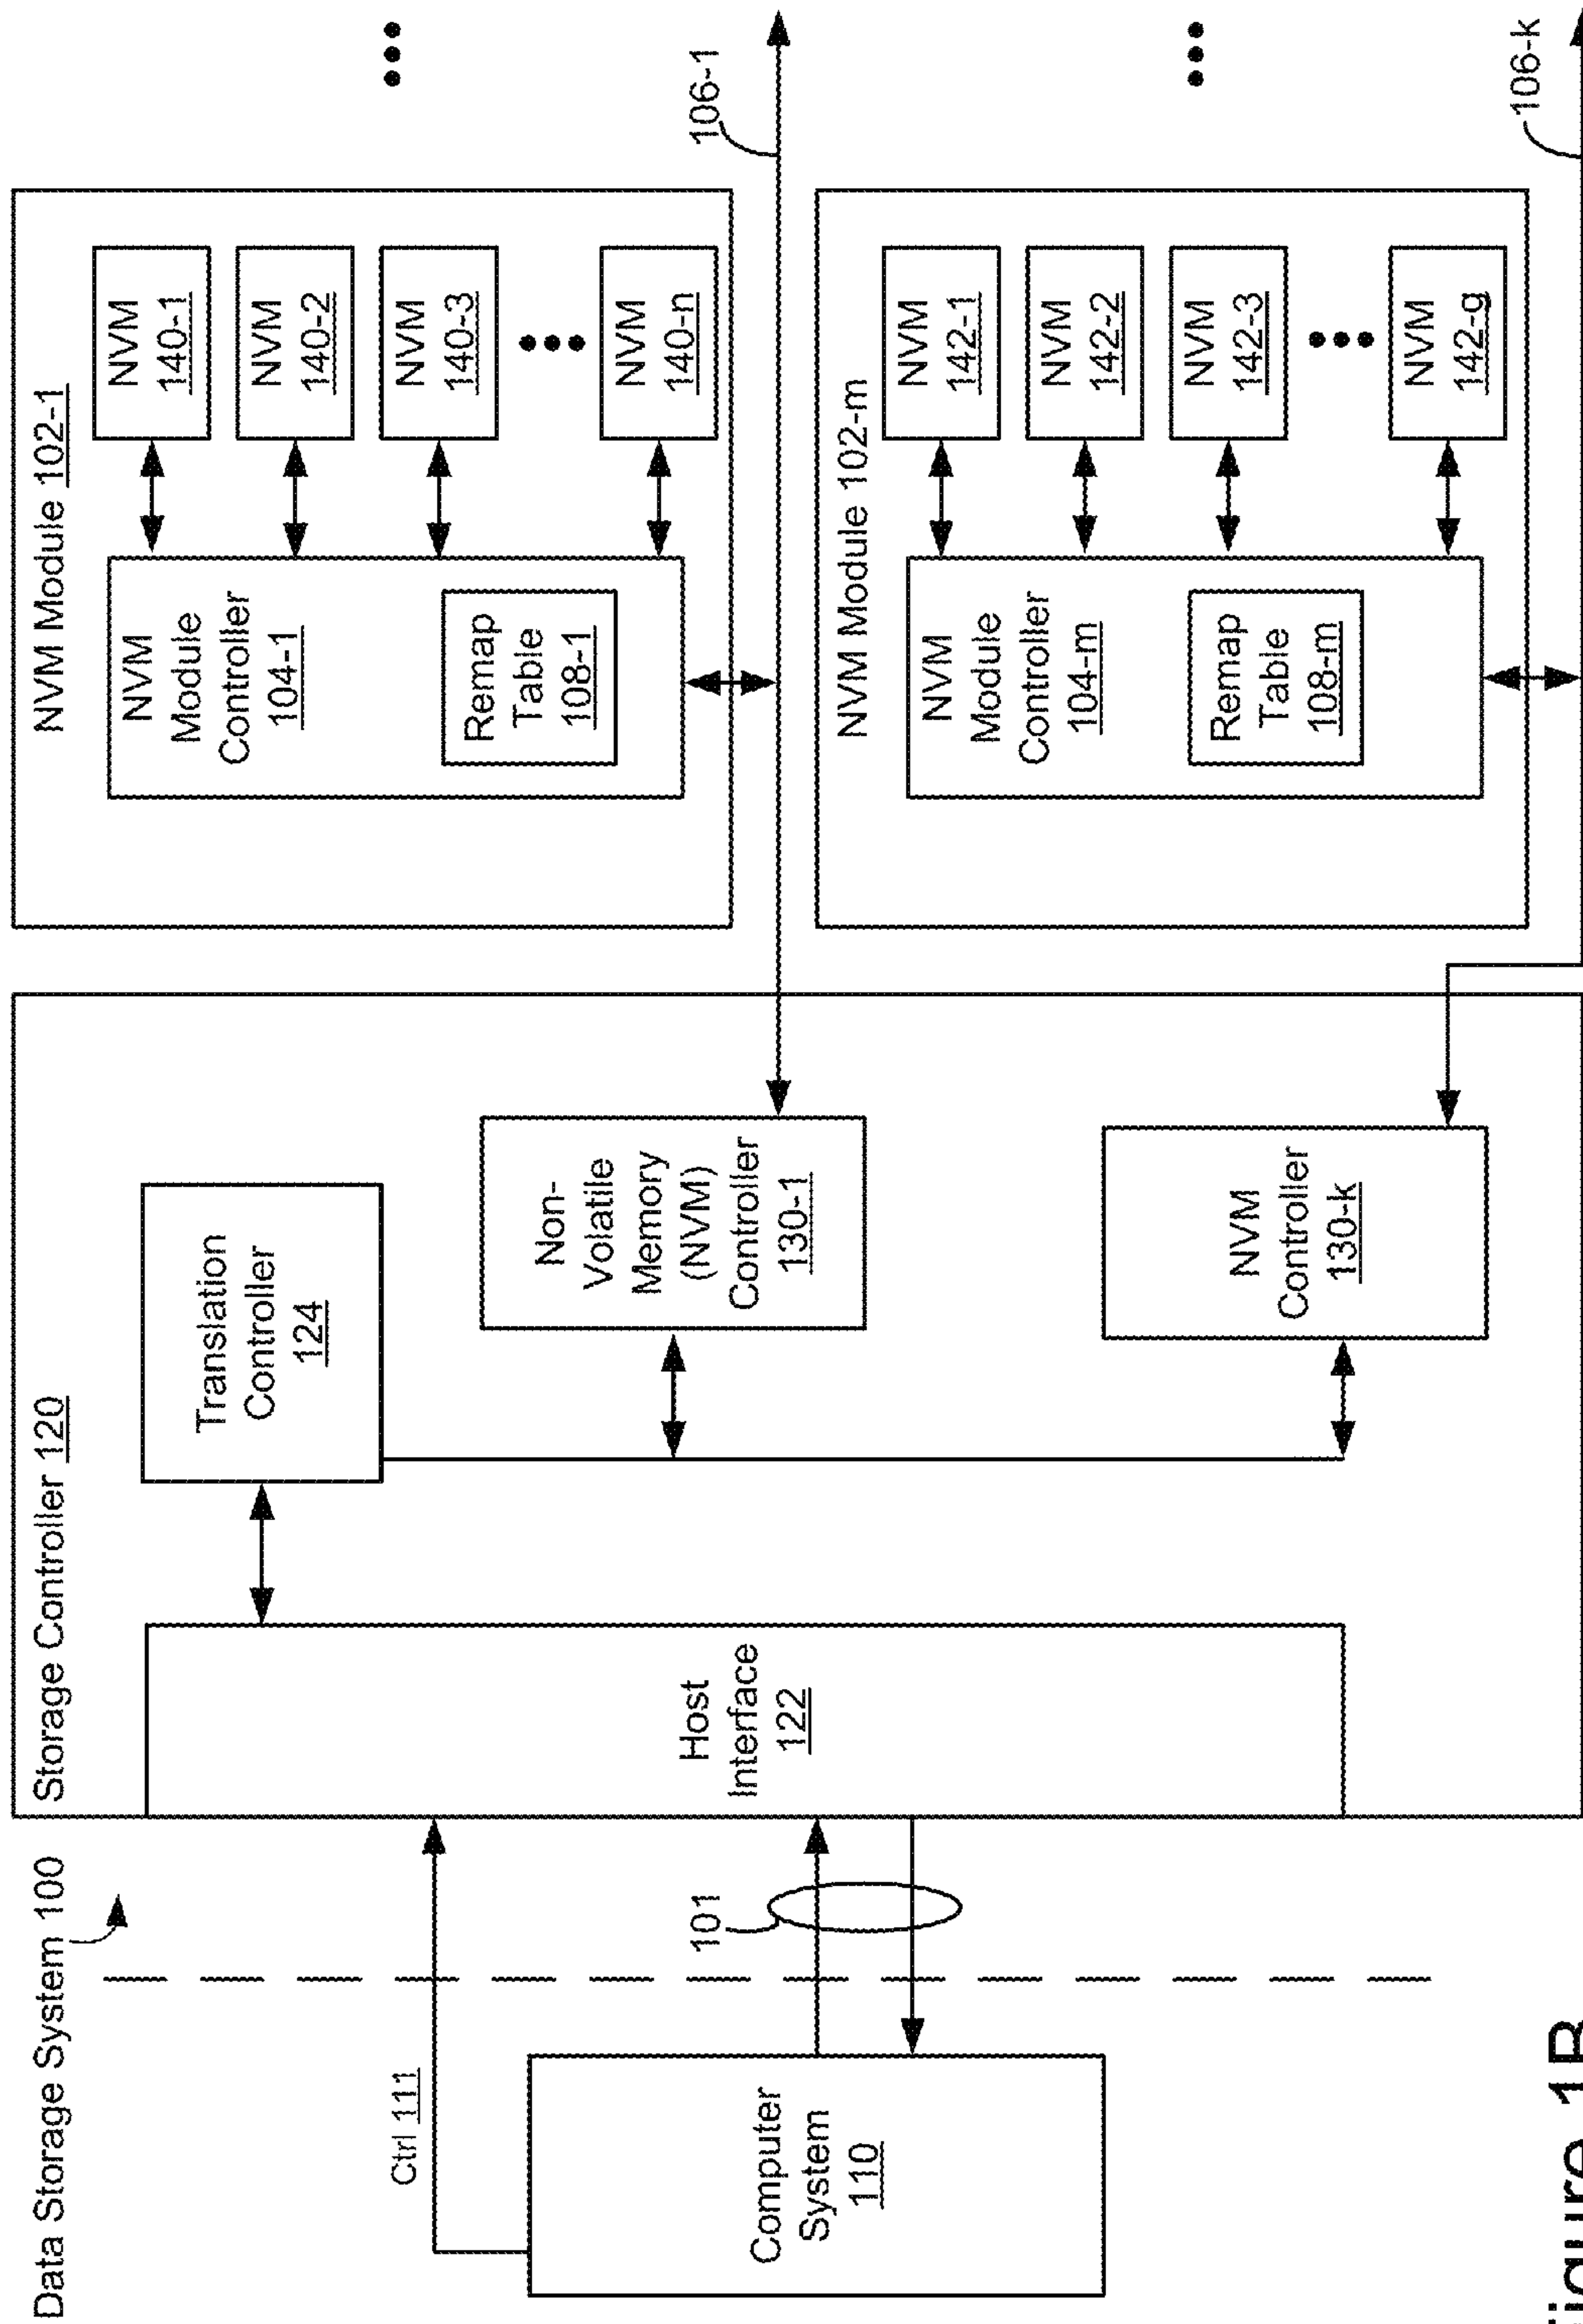 Data Storage System 100
Computer
System
110
Ctrl 111
101
Storage Controller 120
Host
Interface
122
Translation
Controller
124
Non-
Volatile
Memory
(NVM)
Controller
130-1
NVM
Controller
130-k
NVM Module 102-1
NVM
Module
Controller
104-1
Remap
Table
108-1
NVM
140-1
NVM
140-2
NVM
140-3
NVM
140-n
106-1
NVM Module 102-m
NVM
Module
Controller
104-m
Remap
Table
108-m
NVM
142-1
NVM
142-2
NVM
142-3
NVM
142-g
106-k
igure 1B